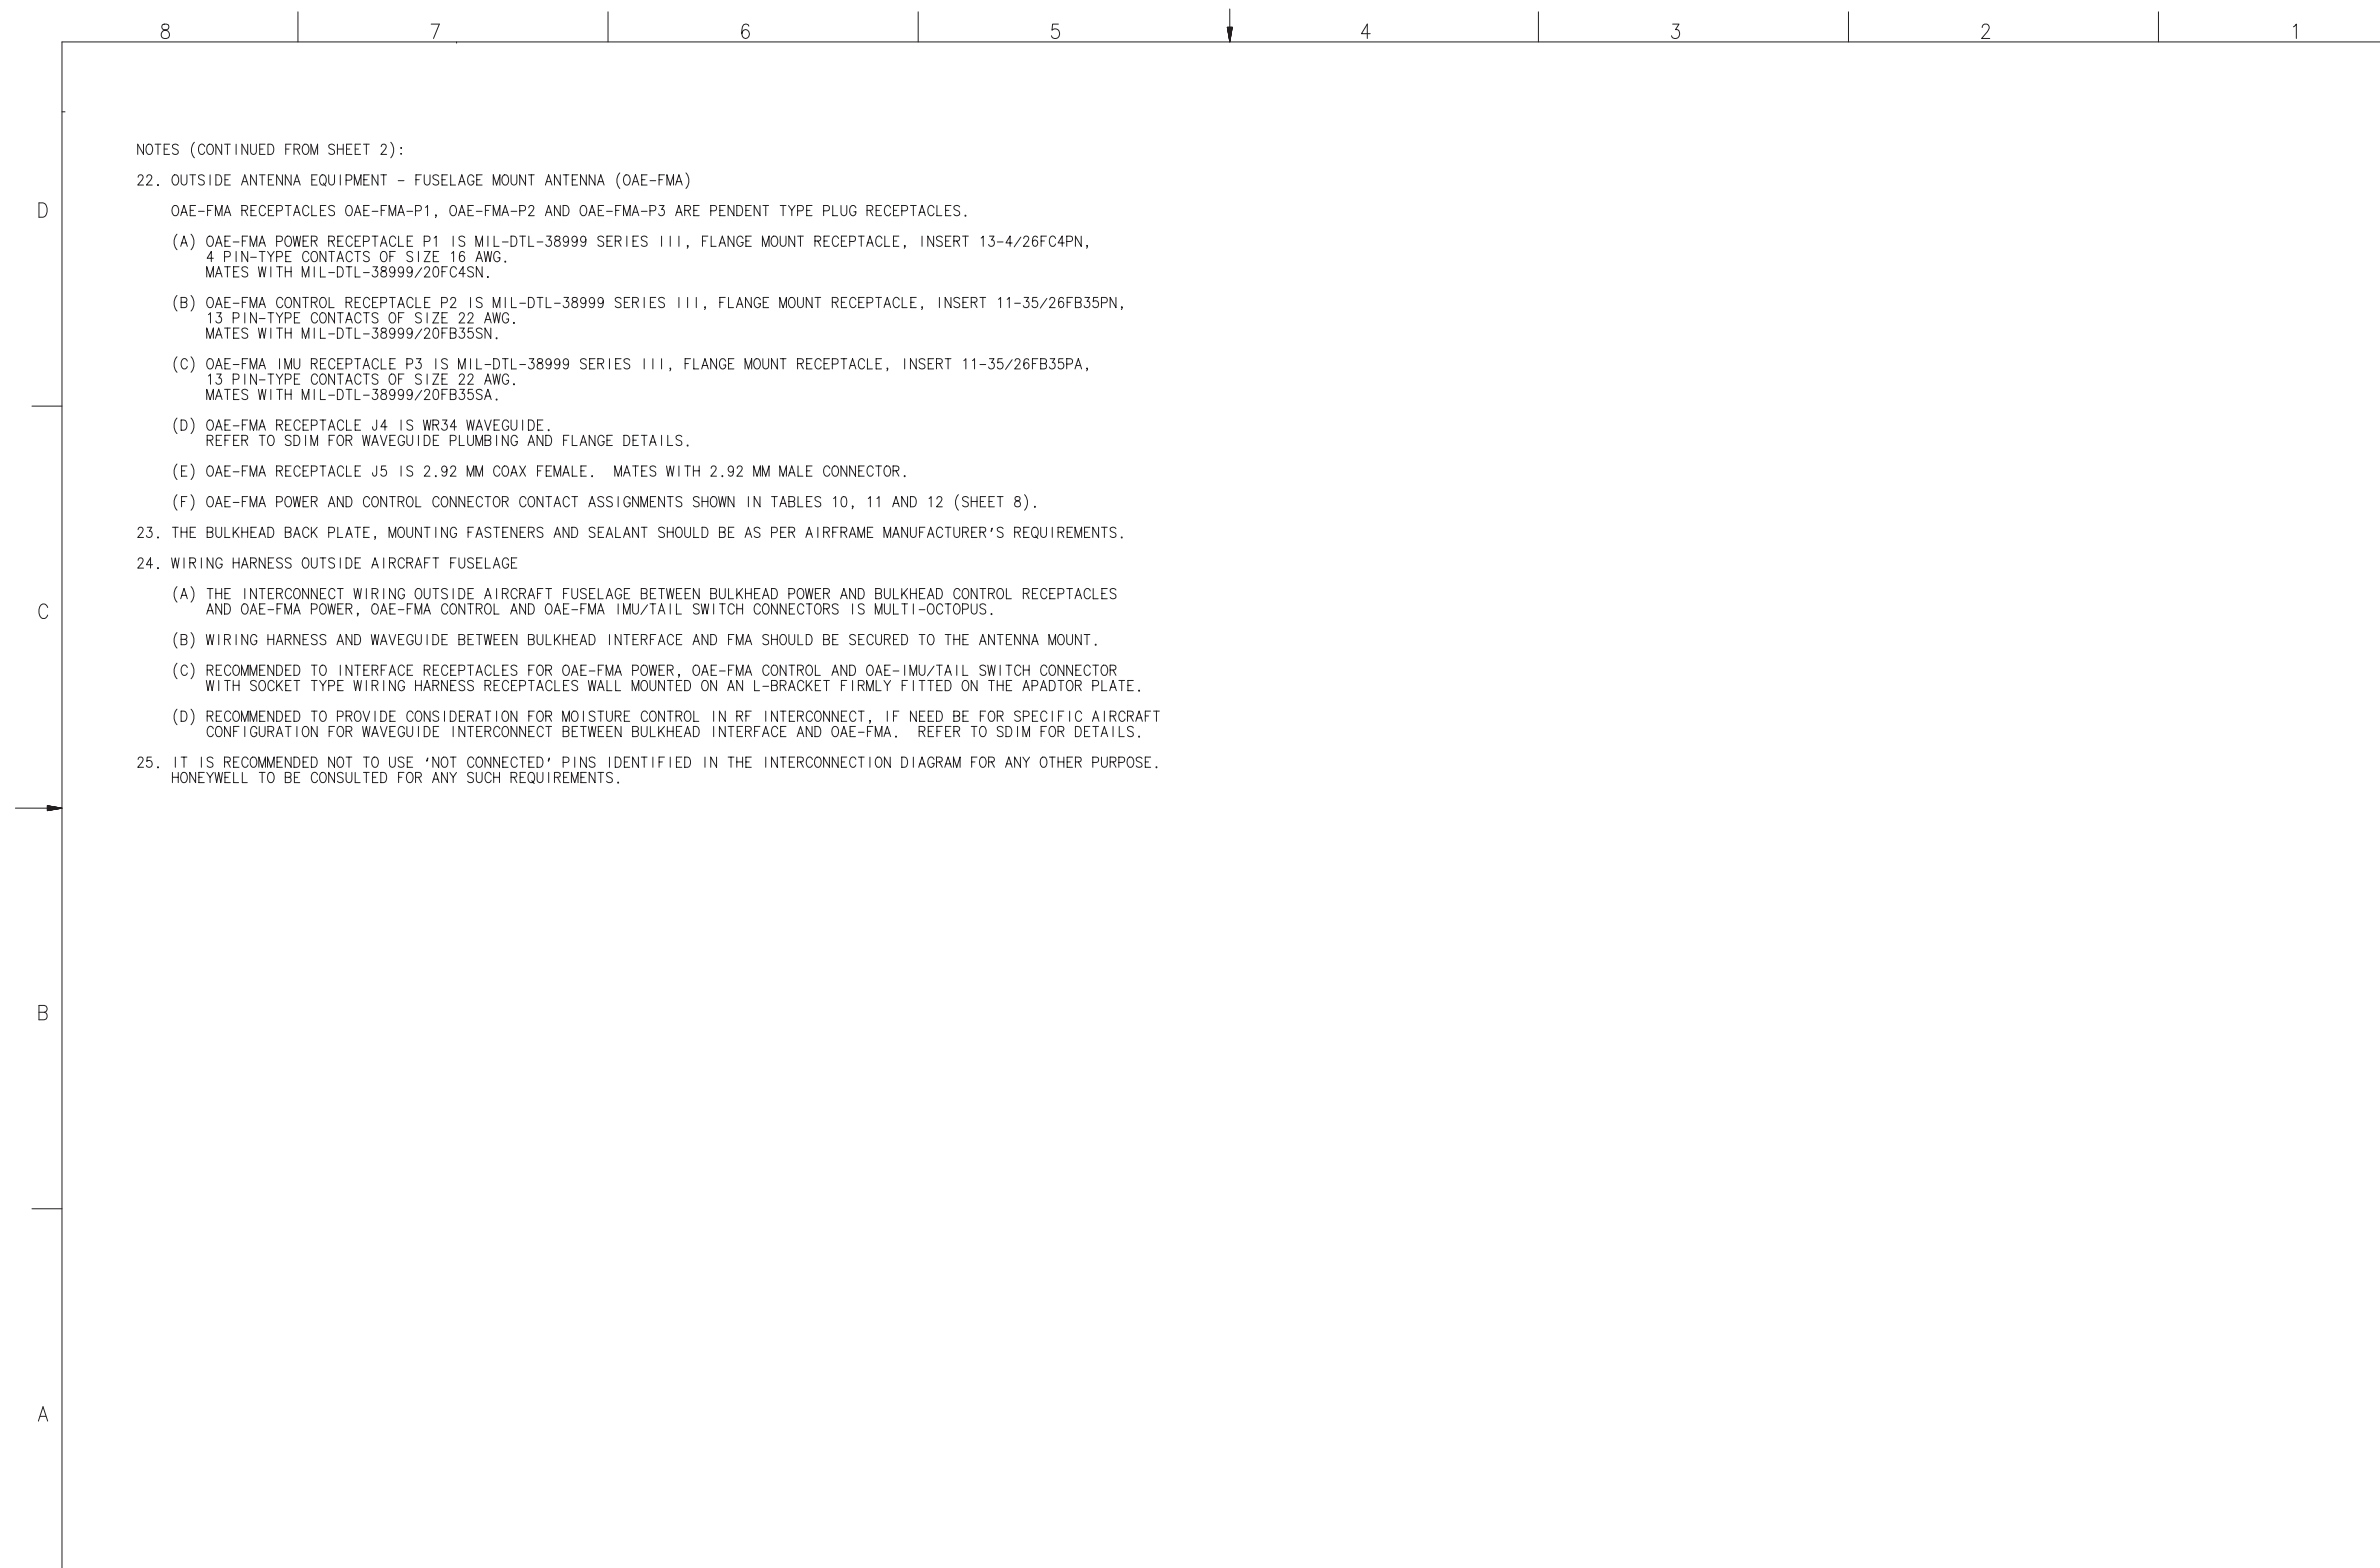 8 7 6 5 4 3 2 1
NOTES (CONTINUED FROM SHEET 2):
22. OUTSIDE ANTENNA EQUIPMENT - FUSELAGE MOUNT ANTENNA (OAE-FMA)
D
OAE-FMA RECEPTACLES OAE-FMA-P1, OAE-FMA-P2 AND OAE-FMA-P3 ARE PENDENT TYPE PLUG RECEPTACLES.
(A) OAE-FMA POWER RECEPTACLE P1 IS MIL-DTL-38999 SERIES III, FLANGE MOUNT RECEPTACLE, INSERT 13-4/26FC4PN,
4 PIN-TYPE CONTACTS OF SIZE 16 AWG.
MATES WITH MIL-DTL-38999/20FC4SN.
(B) OAE-FMA CONTROL RECEPTACLE P2 IS MIL-DTL-38999 SERIES III, FLANGE MOUNT RECEPTACLE, INSERT 11-35/26FB35PN,
13 PIN-TYPE CONTACTS OF SIZE 22 AWG.
MATES WITH MIL-DTL-38999/20FB35SN.
(C) OAE-FMA IMU RECEPTACLE P3 IS MIL-DTL-38999 SERIES III, FLANGE MOUNT RECEPTACLE, INSERT 11-35/26FB35PA,
13 PIN-TYPE CONTACTS OF SIZE 22 AWG.
MATES WITH MIL-DTL-38999/20FB35SA.
(D) OAE-FMA RECEPTACLE J4 IS WR34 WAVEGUIDE.
REFER TO SDIM FOR WAVEGUIDE PLUMBING AND FLANGE DETAILS.
(E) OAE-FMA RECEPTACLE J5 IS 2.92 MM COAX FEMALE.  MATES WITH 2.92 MM MALE CONNECTOR.
(F) OAE-FMA POWER AND CONTROL CONNECTOR CONTACT ASSIGNMENTS SHOWN IN TABLES 10, 11 AND 12 (SHEET 8).
23. THE BULKHEAD BACK PLATE, MOUNTING FASTENERS AND SEALANT SHOULD BE AS PER AIRFRAME MANUFACTURER'S REQUIREMENTS.
24. WIRING HARNESS OUTSIDE AIRCRAFT FUSELAGE
(A) THE INTERCONNECT WIRING OUTSIDE AIRCRAFT FUSELAGE BETWEEN BULKHEAD POWER AND BULKHEAD CONTROL RECEPTACLES
AND OAE-FMA POWER, OAE-FMA CONTROL AND OAE-FMA IMU/TAIL SWITCH CONNECTORS IS MULTI-OCTOPUS.
C
(B) WIRING HARNESS AND WAVEGUIDE BETWEEN BULKHEAD INTERFACE AND FMA SHOULD BE SECURED TO THE ANTENNA MOUNT.
(C) RECOMMENDED TO INTERFACE RECEPTACLES FOR OAE-FMA POWER, OAE-FMA CONTROL AND OAE-IMU/TAIL SWITCH CONNECTOR
WITH SOCKET TYPE WIRING HARNESS RECEPTACLES WALL MOUNTED ON AN L-BRACKET FIRMLY FITTED ON THE APADTOR PLATE.
(D) RECOMMENDED TO PROVIDE CONSIDERATION FOR MOISTURE CONTROL IN RF INTERCONNECT, IF NEED BE FOR SPECIFIC AIRCRAFT
CONFIGURATION FOR WAVEGUIDE INTERCONNECT BETWEEN BULKHEAD INTERFACE AND OAE-FMA.  REFER TO SDIM FOR DETAILS.
25. IT IS RECOMMENDED NOT TO USE 'NOT CONNECTED' PINS IDENTIFIED IN THE INTERCONNECTION DIAGRAM FOR ANY OTHER PURPOSE.
HONEYWELL TO BE CONSULTED FOR ANY SUCH REQUIREMENTS.
B
A